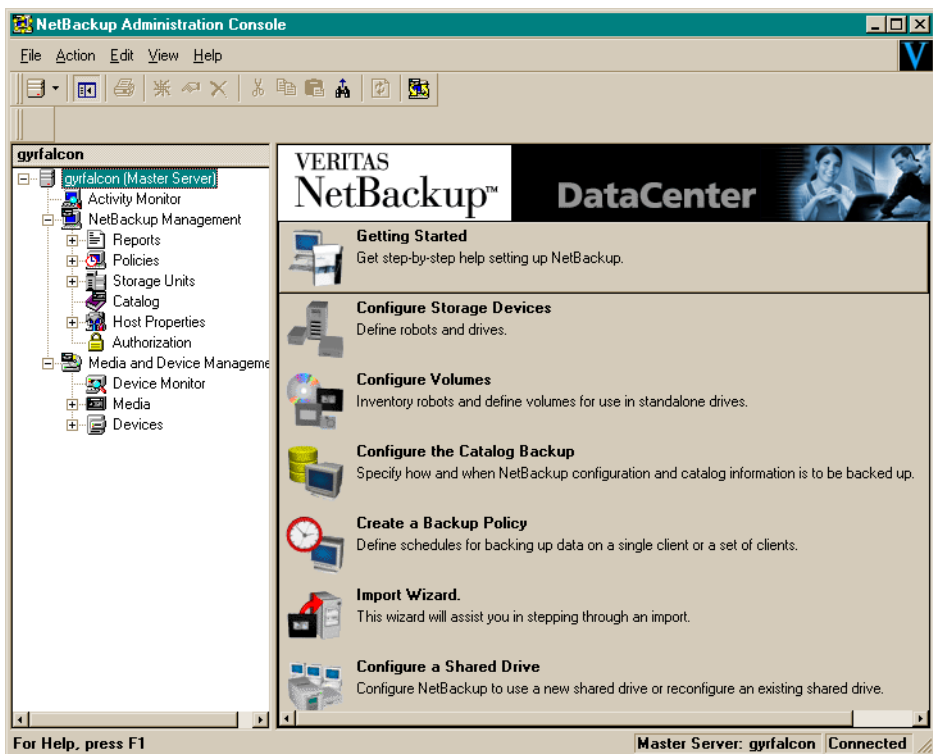 NetBackup Administration Console
File Action Edit View Help
V
gyrfalcon
gyrfalcon (Master Server)
Activity Monitor
NetBackup Management
Reports
Policies
Storage Units
Catalog
Host Properties
Authorization
Media and Device Manageme
Device Monitor
Media
Devices
VERITAS
NetBackup™
DataCenter
Getting Started
Get step-by-step help setting up NetBackup.
Configure Storage Devices
Define robots and drives.
Configure Volumes
Inventory robots and define volumes for use in standalone drives.
Configure the Catalog Backup
Specify how and when NetBackup configuration and catalog information is to be backed up.
Create a Backup Policy
Define schedules for backing up data on a single client or a set of clients.
Import Wizard.
This wizard will assist you in stepping through an import.
Configure a Shared Drive
Configure NetBackup to use a new shared drive or reconfigure an existing shared drive.
For Help, press F1
Master Server: gyrfalcon
Connected